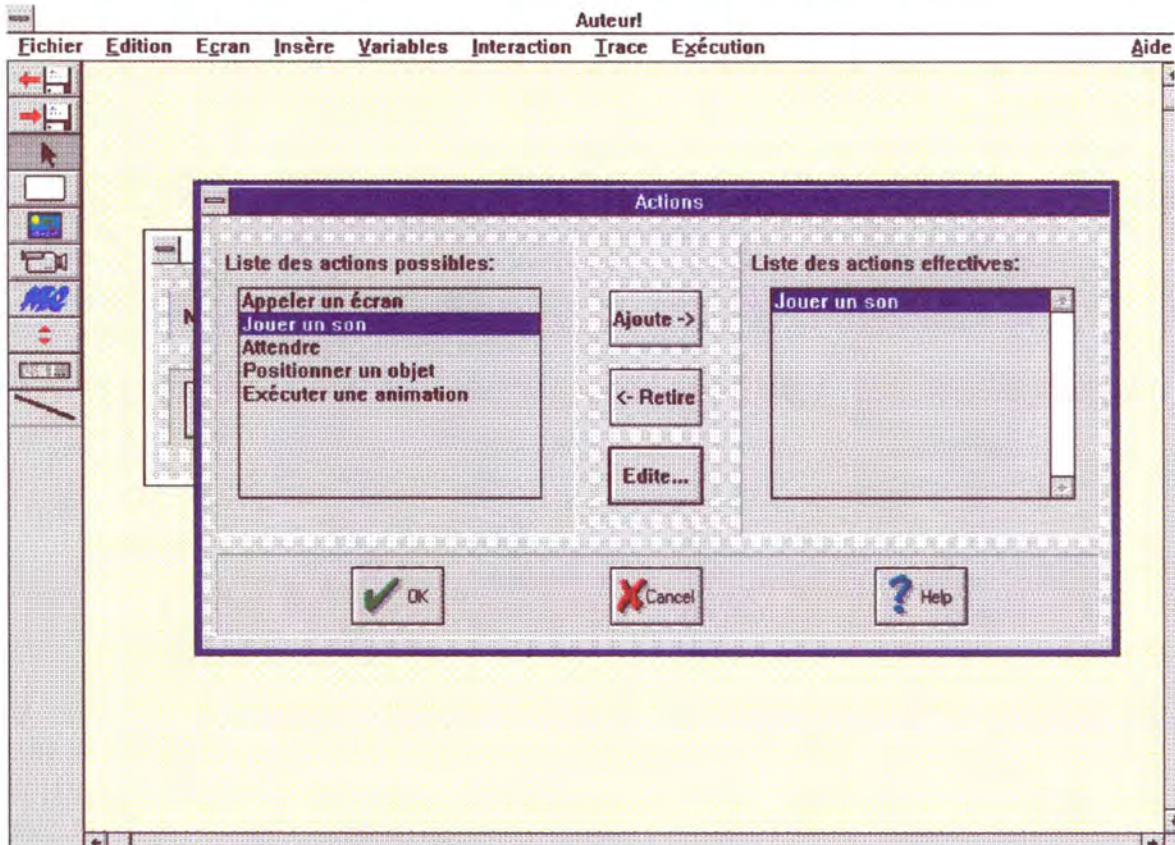 Auteur!
Fichier Edition Ecran Insère Variables Interaction Trace Exécution Aide
Actions
Liste des actions possibles:
Appeler un écran
Jouer un son
Attendre
Positionner un objet
Exécuter une animation
Ajoute ->
<- Retire
Edite...
Liste des actions effectives:
Jouer un son
OK
Cancel
Help